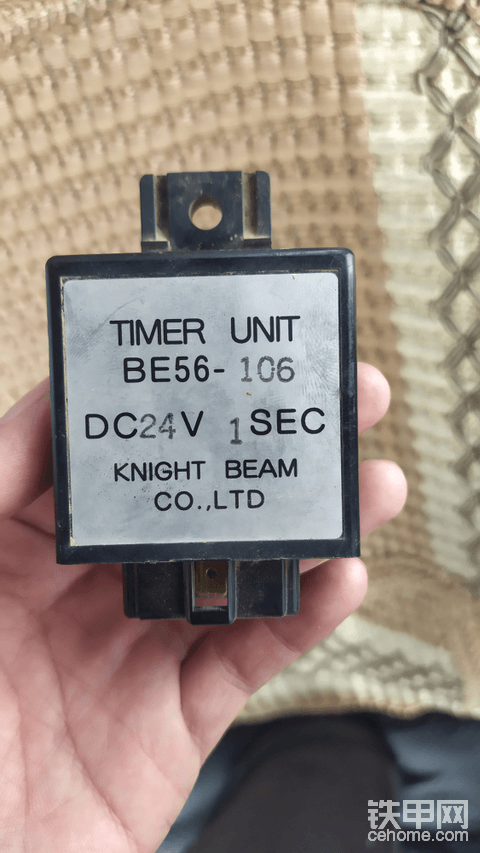 TIMER UNIT
BE56-106
DC24V 1SEC
KNIGHT BEAM
CO.,LTD
铁甲网
cehome.com